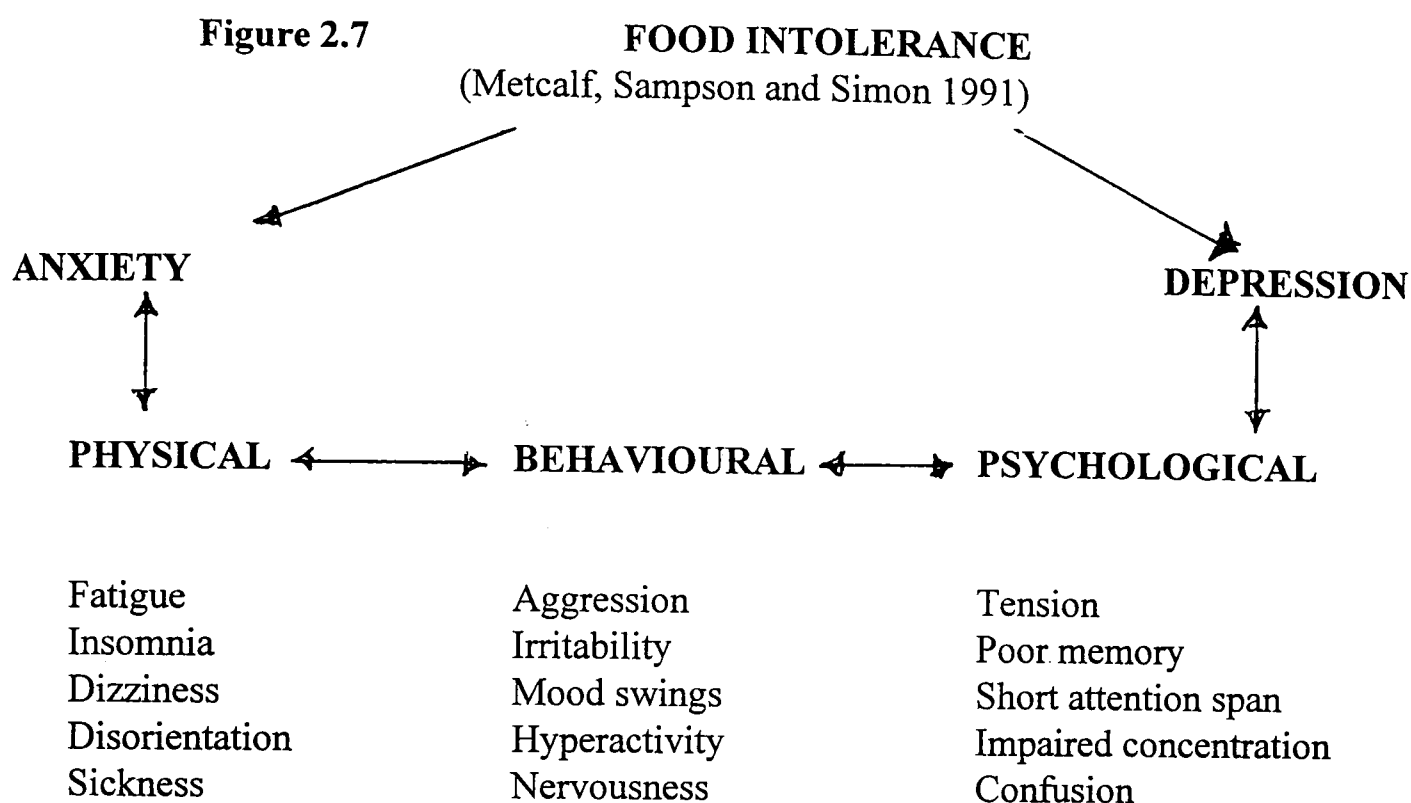 Figure 2.7 FOOD INTOLERANCE
(Metcalf, Sampson and Simon 1991)
ANXIETY DEPRESSION
PHYSICAL BEHAVIOURAL PSYCHOLOGICAL
Fatigue Aggression Tension
Insomnia Irritability Poor memory
Dizziness Mood swings Short attention span
Disorientation Hyperactivity Impaired concentration
Sickness Nervousness Confusion